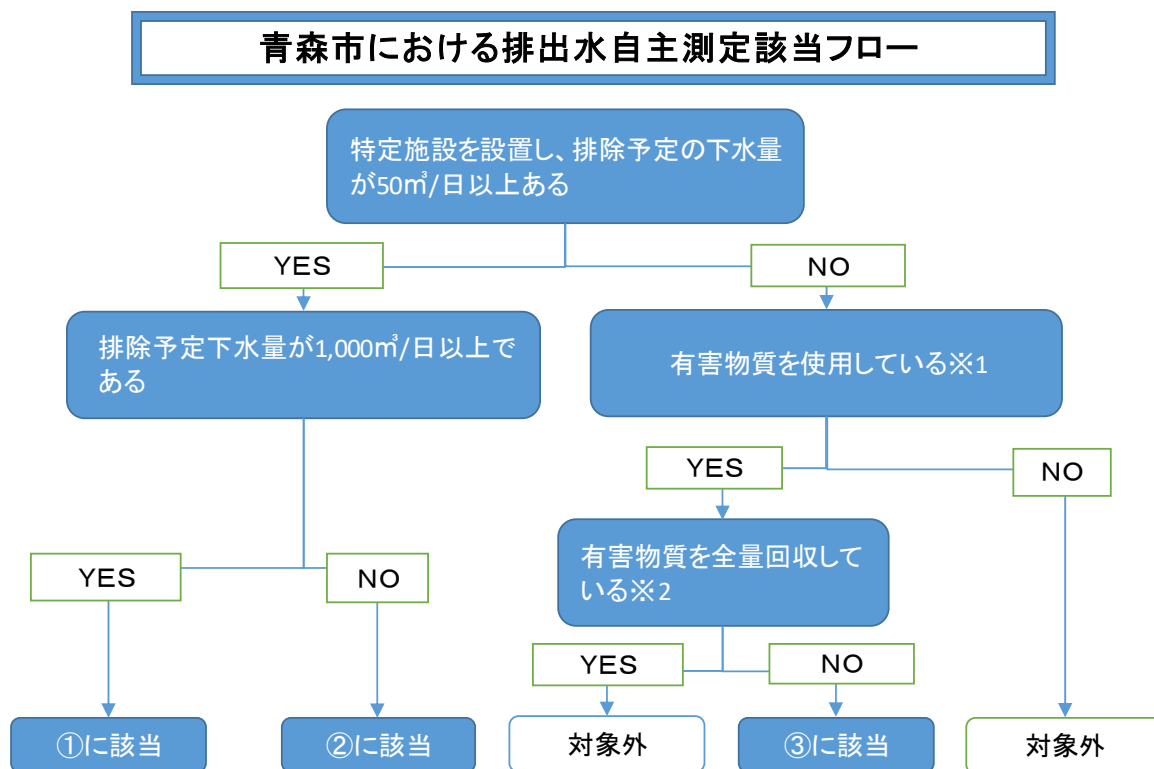 青森市における排出水自主測定該当フロー
特定施設を設置し、排除予定の下水量
が50㎥/日以上ある
YES
NO
排除予定下水量が1,000㎥/日以上で
ある
有害物質を使用している※1
YES
NO
有害物質を全量回収して
いる※2
YES
NO
YES
NO
①に該当
②に該当
対象外
③に該当
対象外